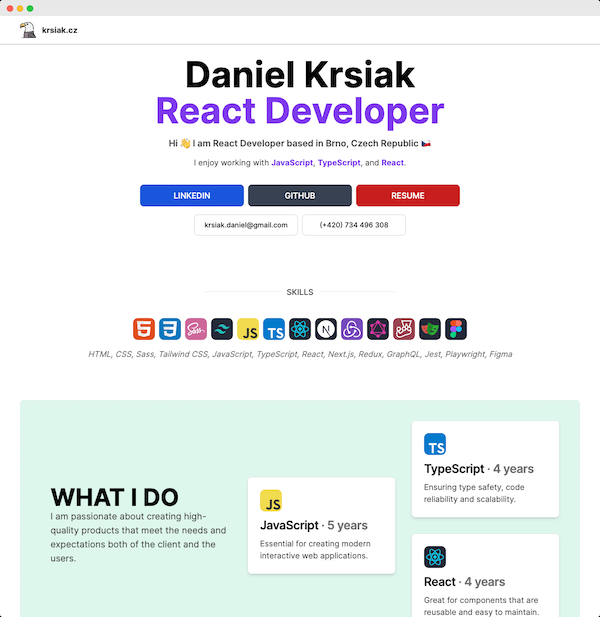 krsiak.cz
Daniel Krsiak
React Developer
Hi 👋 I am React Developer based in Brno, Czech Republic 🇨🇿
I enjoy working with JavaScript, TypeScript, and React.
LINKEDIN GITHUB RESUME
krsiak.daniel@gmail.com (+420) 734 496 308
SKILLS
JS TS N
HTML, CSS, Sass, Tailwind CSS, JavaScript, TypeScript, React, Next.js, Redux, GraphQL, Jest, Playwright, Figma
WHAT I DO
I am passionate about creating high-
quality products that meet the needs and
expectations both of the client and the
users.
JS
JavaScript · 5 years
Essential for creating modern
interactive web applications.
TS
TypeScript · 4 years
Ensuring type safety, code
reliability and scalability.
React · 4 years
Great for components that are
reusable and easy to maintain.